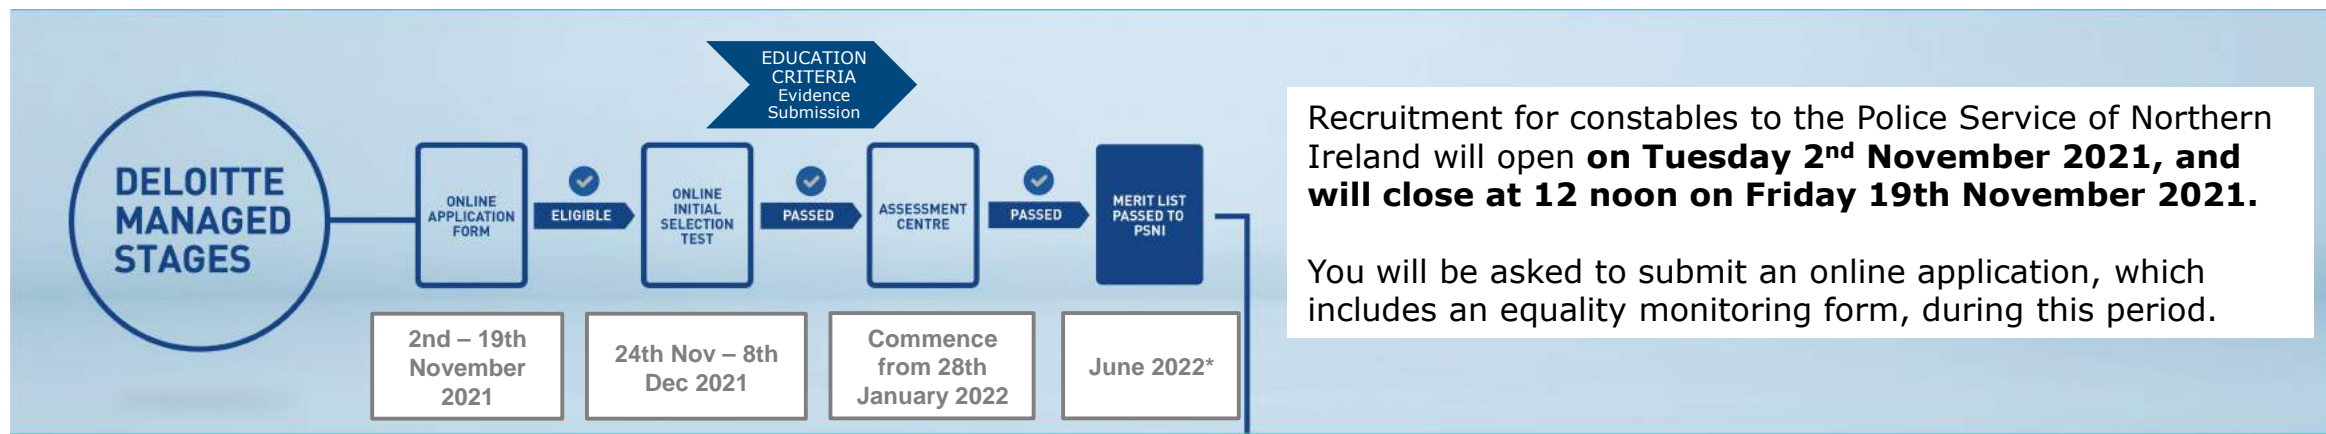 EDUCATION
CRITERIA
Evidence
Submission
DELOITTE
MANAGED
STAGES
ONLINE
APPLICATION
FORM
ELIGIBLE
ONLINE
INITIAL
SELECTION
TEST
PASSED
ASSESSMENT
CENTRE
PASSED
MERIT LIST
PASSED TO
PSNI
2nd – 19th
November
2021
24th Nov – 8th
Dec 2021
Commence
from 28th
January 2022
June 2022*
Recruitment for constables to the Police Service of Northern
Ireland will open on Tuesday 2nd November 2021, and
will close at 12 noon on Friday 19th November 2021.
You will be asked to submit an online application, which
includes an equality monitoring form, during this period.